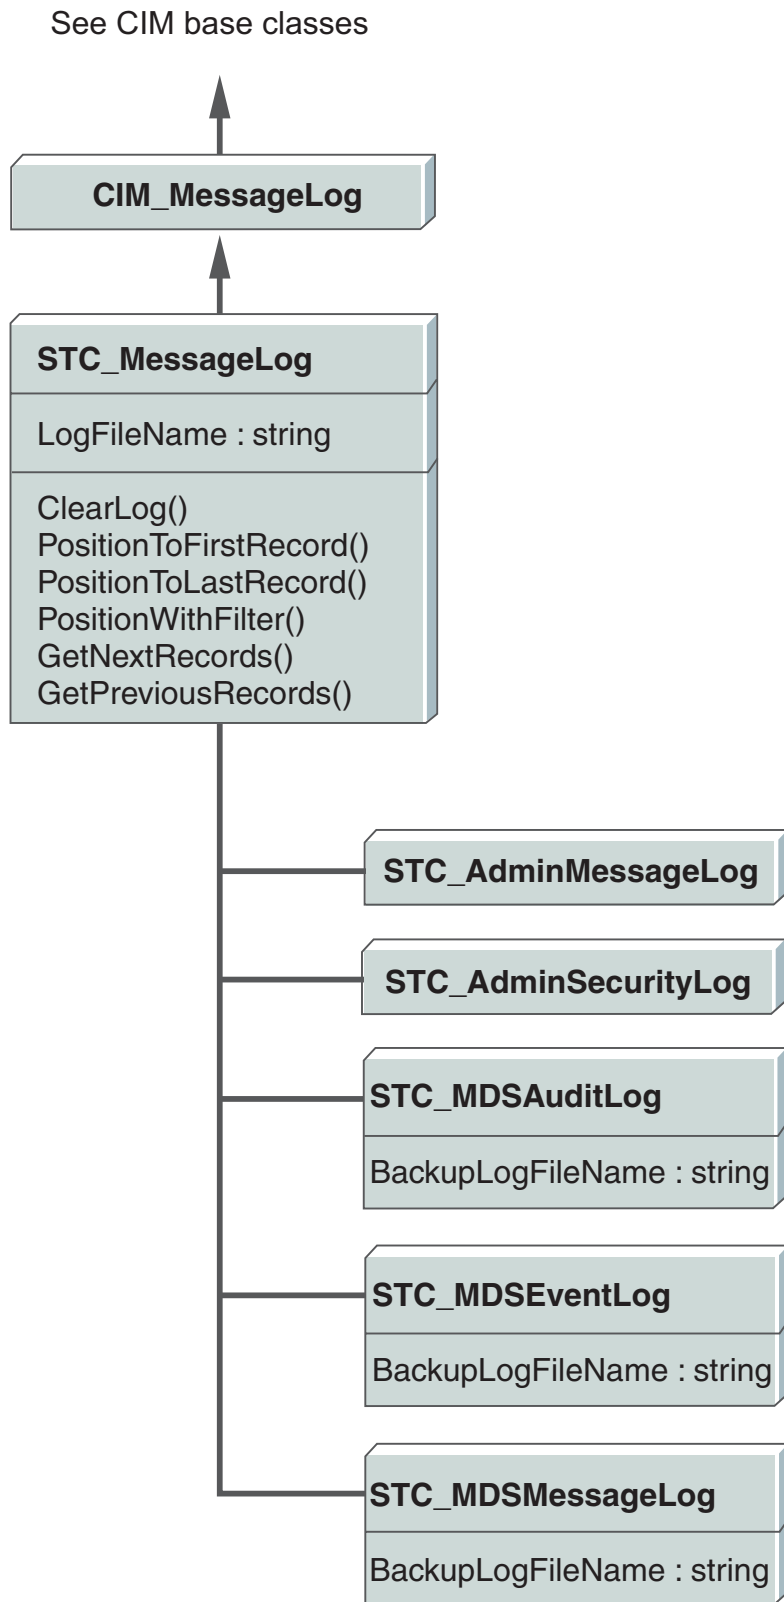 See CIM base classes
CIM_MessageLog
STC_MessageLog
LogFileName : string
ClearLog()
PositionToFirstRecord()
PositionToLastRecord()
PositionWithFilter()
GetNextRecords()
GetPreviousRecords()
STC_AdminMessageLog
STC_AdminSecurityLog
STC_MDSAuditLog
BackupLogFileName : string
STC_MDSEventLog
BackupLogFileName : string
STC_MDSMessageLog
BackupLogFileName : string